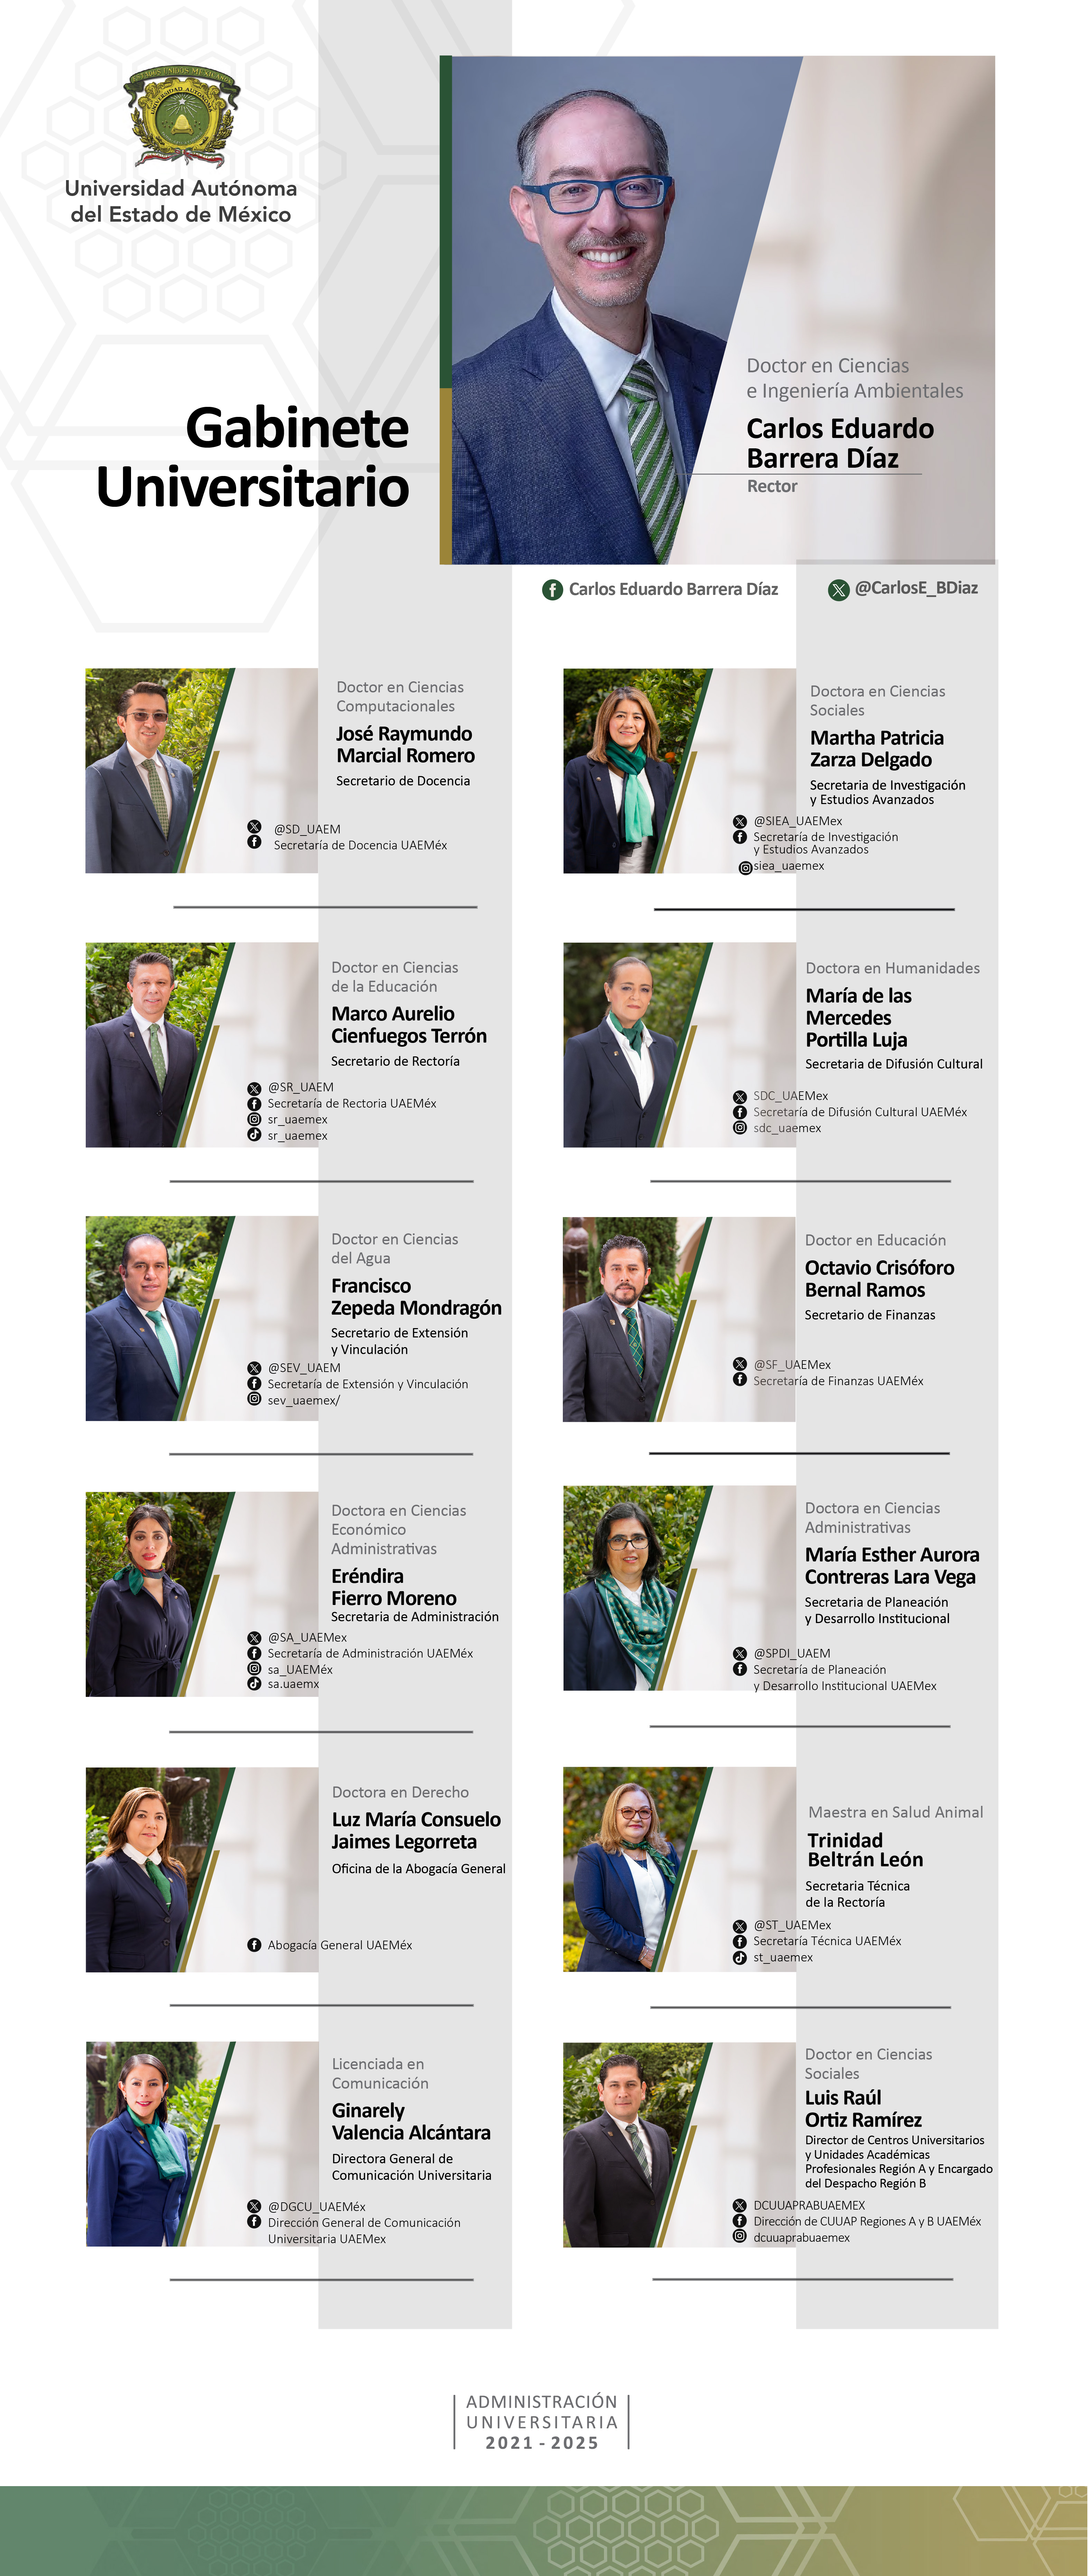 ESTADOS UNIDOS MEXICANOS
UNIVERSIDAD AUTÓNOMA
Universidad Autónoma
del Estado de México
Gabinete
Universitario
Doctor en Ciencias
e Ingeniería Ambientales
Carlos Eduardo
Barrera Díaz
Rector
Carlos Eduardo Barrera Díaz
@CarlosE_BDiaz
Doctor en Ciencias
Computacionales
José Raymundo
Marcial Romero
Secretario de Docencia
@SD_UAEM
Secretaría de Docencia UAEMéx
Doctora en Ciencias
Sociales
Martha Patricia
Zarza Delgado
Secretaria de Investigación
y Estudios Avanzados
@SIEA_UAEMex
Secretaría de Investigación
y Estudios Avanzados
siea_uaemex
Doctor en Ciencias
de la Educación
Marco Aurelio
Cienfuegos Terrón
Secretario de Rectoría
@SR_UAEM
Secretaría de Rectoria UAEMéx
sr_uaemex
sr_uaemex
Doctora en Humanidades
María de las
Mercedes
Portilla Luja
Secretaria de Difusión Cultural
SDC_UAEMex
Secretaría de Difusión Cultural UAEMéx
sdc_uaemex
Doctor en Ciencias
del Agua
Francisco
Zepeda Mondragón
Secretario de Extensión
y Vinculación
@SEV_UAEM
Secretaría de Extensión y Vinculación
sev_uaemex/
Doctor en Educación
Octavio Crisóforo
Bernal Ramos
Secretario de Finanzas
@SF_UAEMex
Secretaría de Finanzas UAEMéx
Doctora en Ciencias
Económico
Administrativas
Eréndira
Fierro Moreno
Secretaria de Administración
@SA_UAEMex
Secretaría de Administración UAEMéx
sa_UAEMéx
sa.uaemx
Doctora en Ciencias
Administrativas
María Esther Aurora
Contreras Lara Vega
Secretaria de Planeación
y Desarrollo Institucional
@SPDI_UAEM
Secretaría de Planeación
y Desarrollo Institucional UAEMex
Doctora en Derecho
Luz María Consuelo
Jaimes Legorreta
Oficina de la Abogacía General
Abogacía General UAEMéx
Maestra en Salud Animal
Trinidad
Beltrán León
Secretaria Técnica
de la Rectoría
@ST_UAEMex
Secretaría Técnica UAEMéx
st_uaemex
Licenciada en
Comunicación
Ginarely
Valencia Alcántara
Directora General de
Comunicación Universitaria
@DGCU_UAEMéx
Dirección General de Comunicación
Universitaria UAEMex
Doctor en Ciencias
Sociales
Luis Raúl
Ortiz Ramírez
Director de Centros Universitarios
y Unidades Académicas
Profesionales Región A y Encargado
del Despacho Región B
DCUUAPRABUAEMEX
Dirección de CUUAP Regiones A y B UAEMéx
dcuuaprabuaemex
ADMINISTRACIÓN
UNIVERSITARIA
2021 - 2025